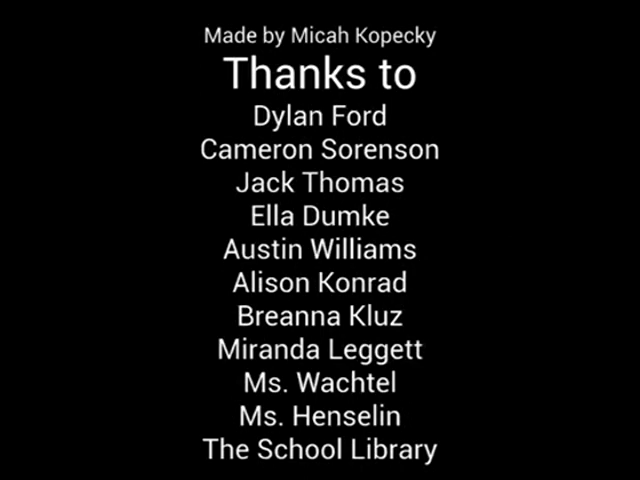 Made by Micah Kopecky
Thanks to
Dylan Ford
Cameron Sorenson
Jack Thomas
Ella Dumke
Austin Williams
Alison Konrad
Breanna Kluz
Miranda Leggett
Ms. Wachtel
Ms. Henselin
The School Library